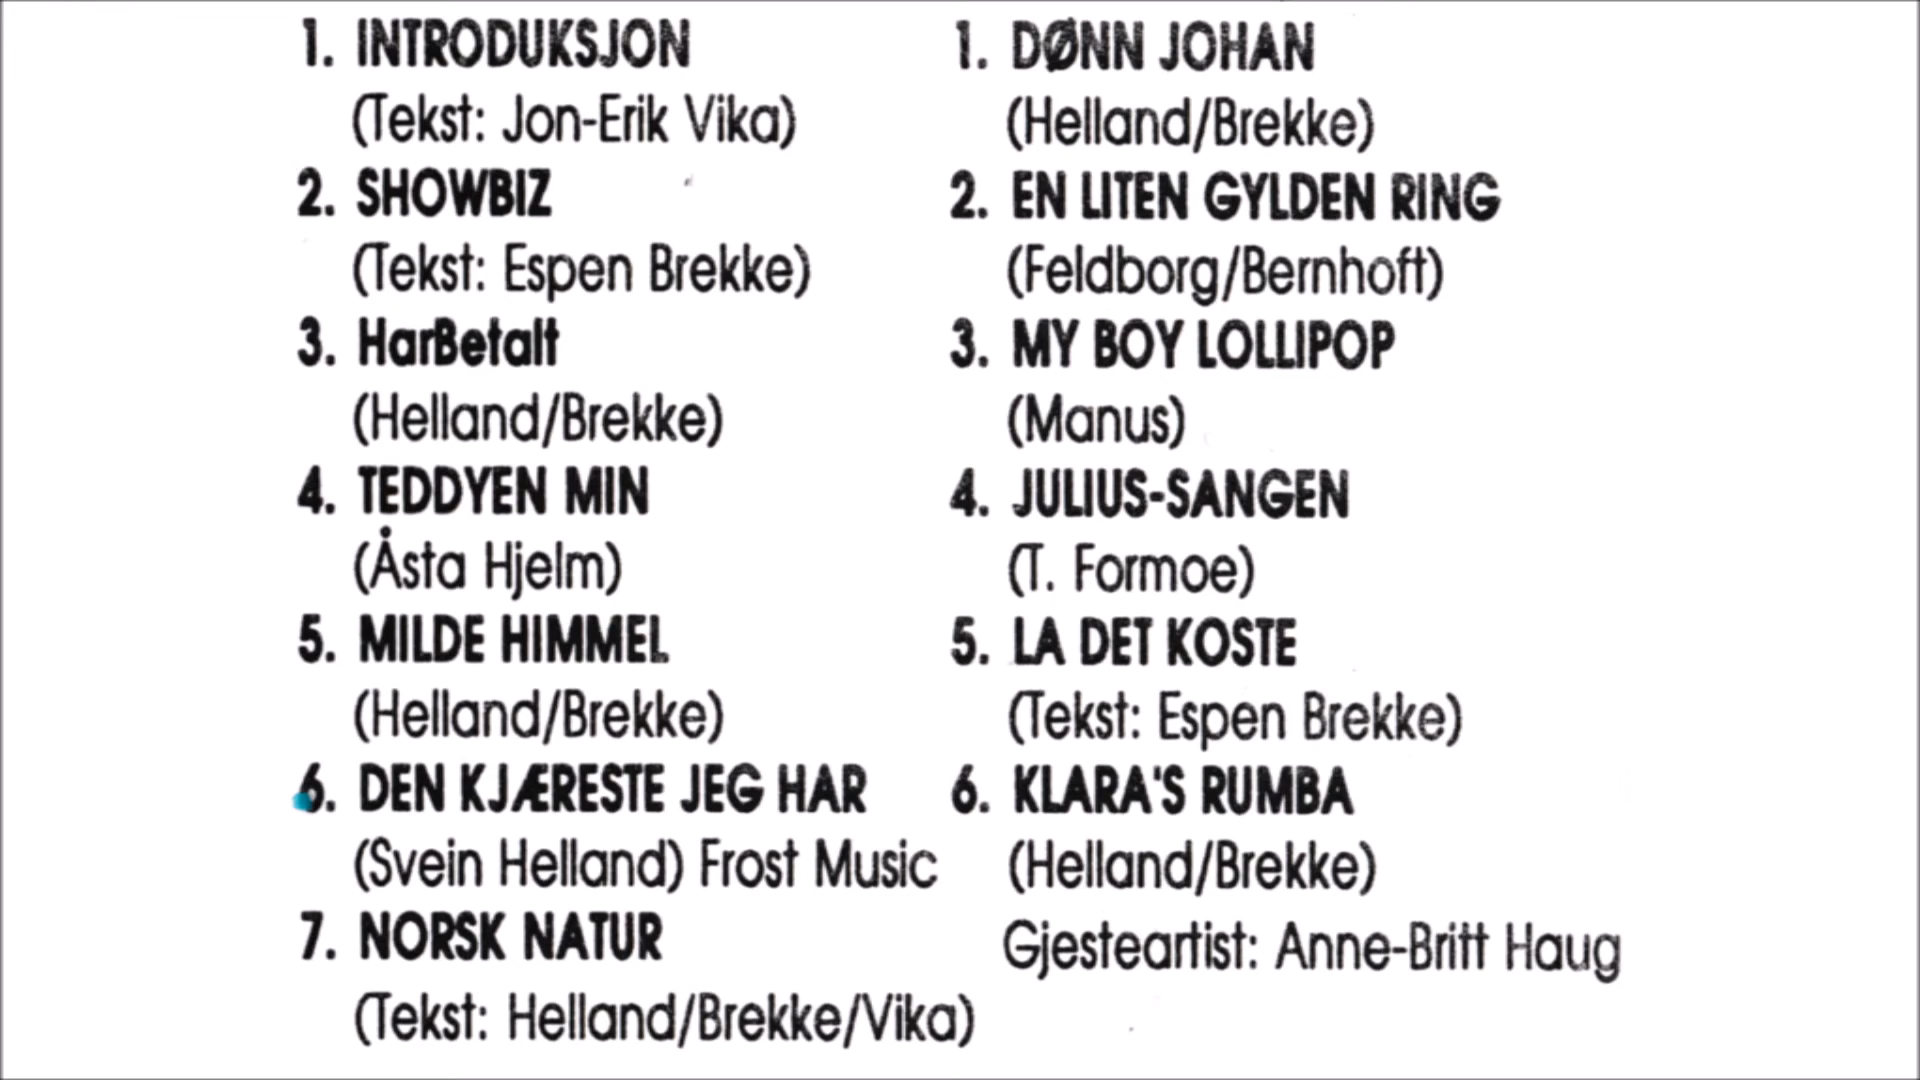 1. INTRODUKSJON
(Tekst: Jon-Erik Vika)
2. SHOWBIZ
(Tekst: Espen Brekke)
3. HarBetalt
(Helland/Brekke)
4. TEDDYEN MIN
(Åsta Hjelm)
5. MILDE HIMMEL
(Helland/Brekke)
6. DEN KJÆRESTE JEG HAR
(Svein Helland) Frost Music
7. NORSK NATUR
(Tekst: Helland/Brekke/Vika)
1. DØNN JOHAN
(Helland/Brekke)
2. EN LITEN GYLDEN RING
(Feldborg/Bernhoft)
3. MY BOY LOLLIPOP
(Manus)
4. JULIUS-SANGEN
(T. Formoe)
5. LA DET KOSTE
(Tekst: Espen Brekke)
6. KLARA'S RUMBA
(Helland/Brekke)
Gjesteartist: Anne-Britt Haug